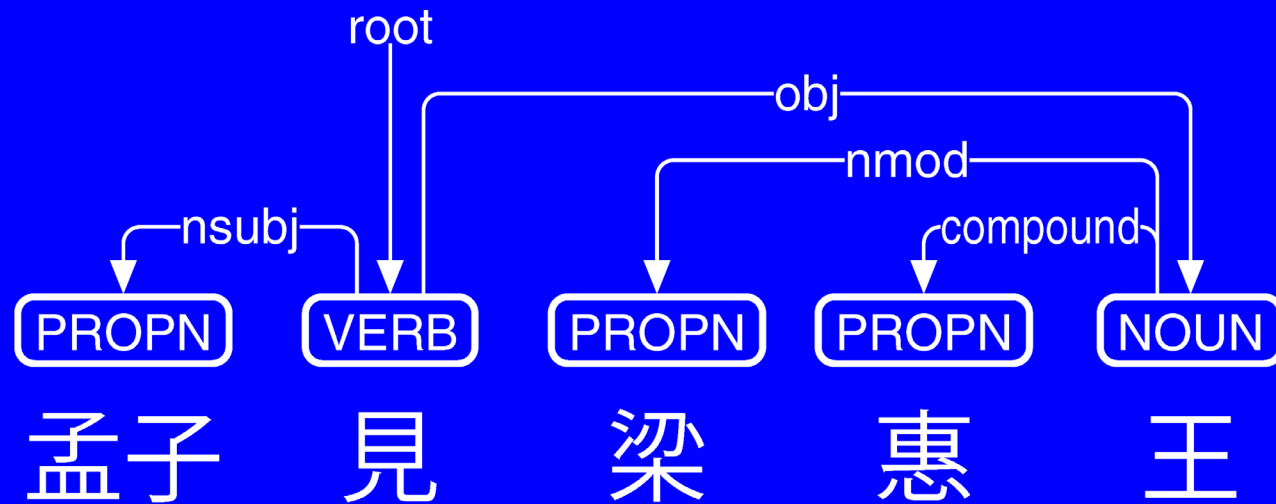 root
obj
nmod
nsubj compound
PROPN VERB PROPN PROPN NOUN
孟子 見 梁 惠 王